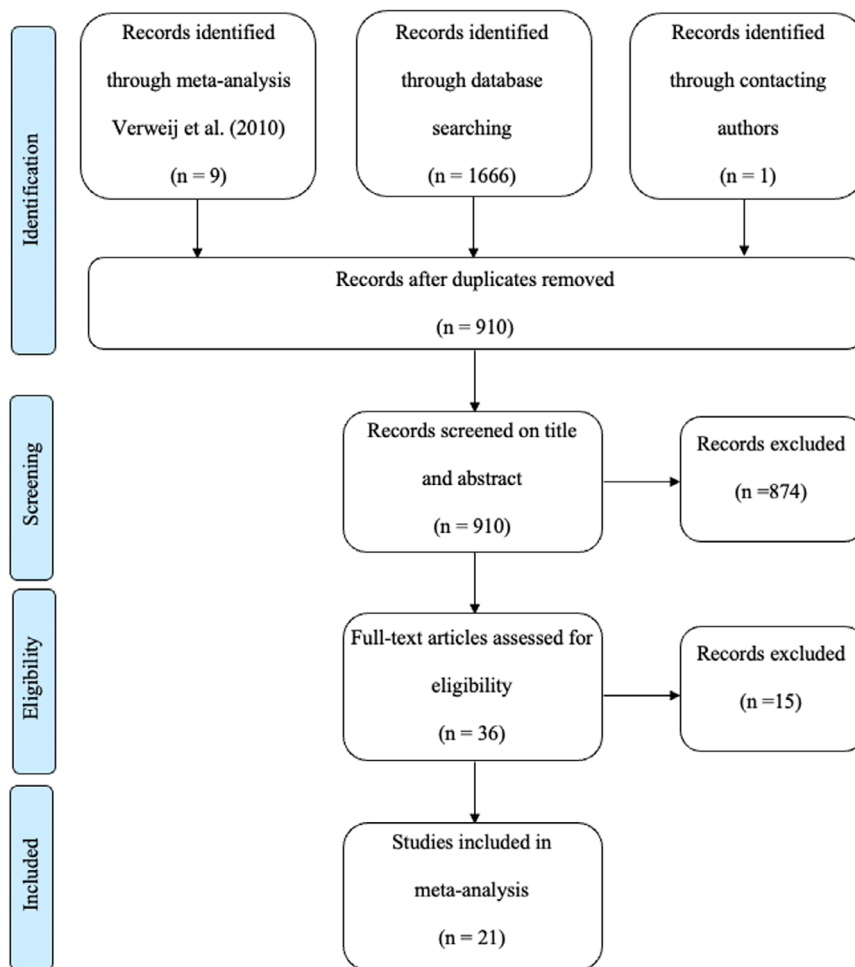 Identification
Records identified
through meta-analysis
Verweij et al. (2010)
(n = 9)
Records identified
through database
searching
(n = 1666)
Records identified
through contacting
authors
(n = 1)
Records after duplicates removed
(n = 910)
Screening
Records screened on title
and abstract
(n = 910)
Records excluded
(n =874)
Eligibility
Full-text articles assessed for
eligibility
(n = 36)
Records excluded
(n =15)
Included
Studies included in
meta-analysis
(n = 21)